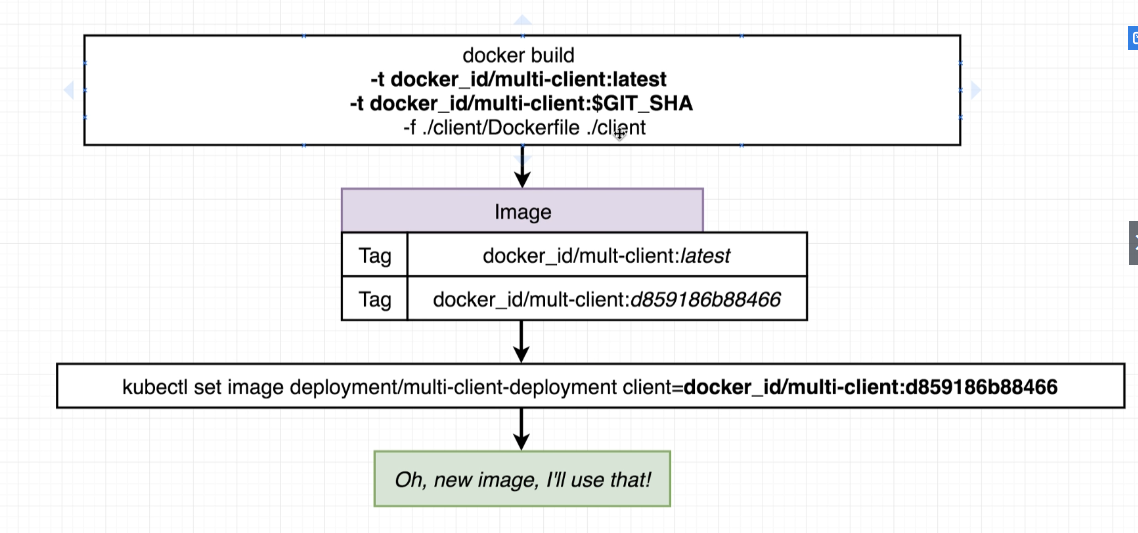 docker build
-t docker_id/multi-client:latest
-t docker_id/multi-client:$GIT_SHA
-f ./client/Dockerfile ./client
Image
Tag docker_id/mult-client:latest
Tag docker_id/mult-client:d859186b88466
kubectl set image deployment/multi-client-deployment client=docker_id/multi-client:d859186b88466
Oh, new image, I'll use that!